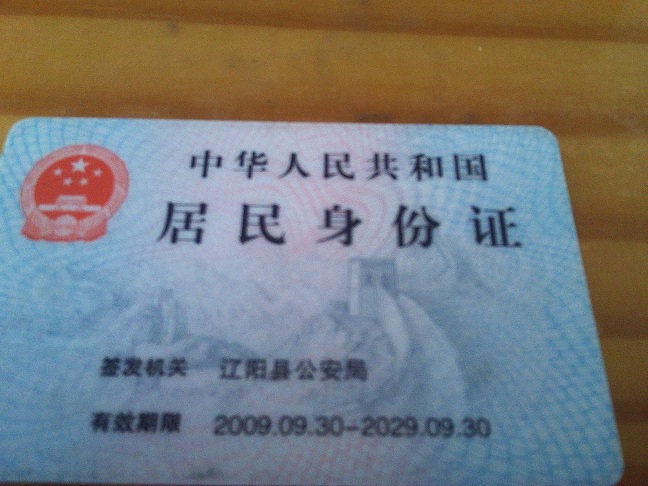 中华人民共和国
居民身份证
签发机关 辽阳县公安局
有效期限 2009.09.30-2029.09.30